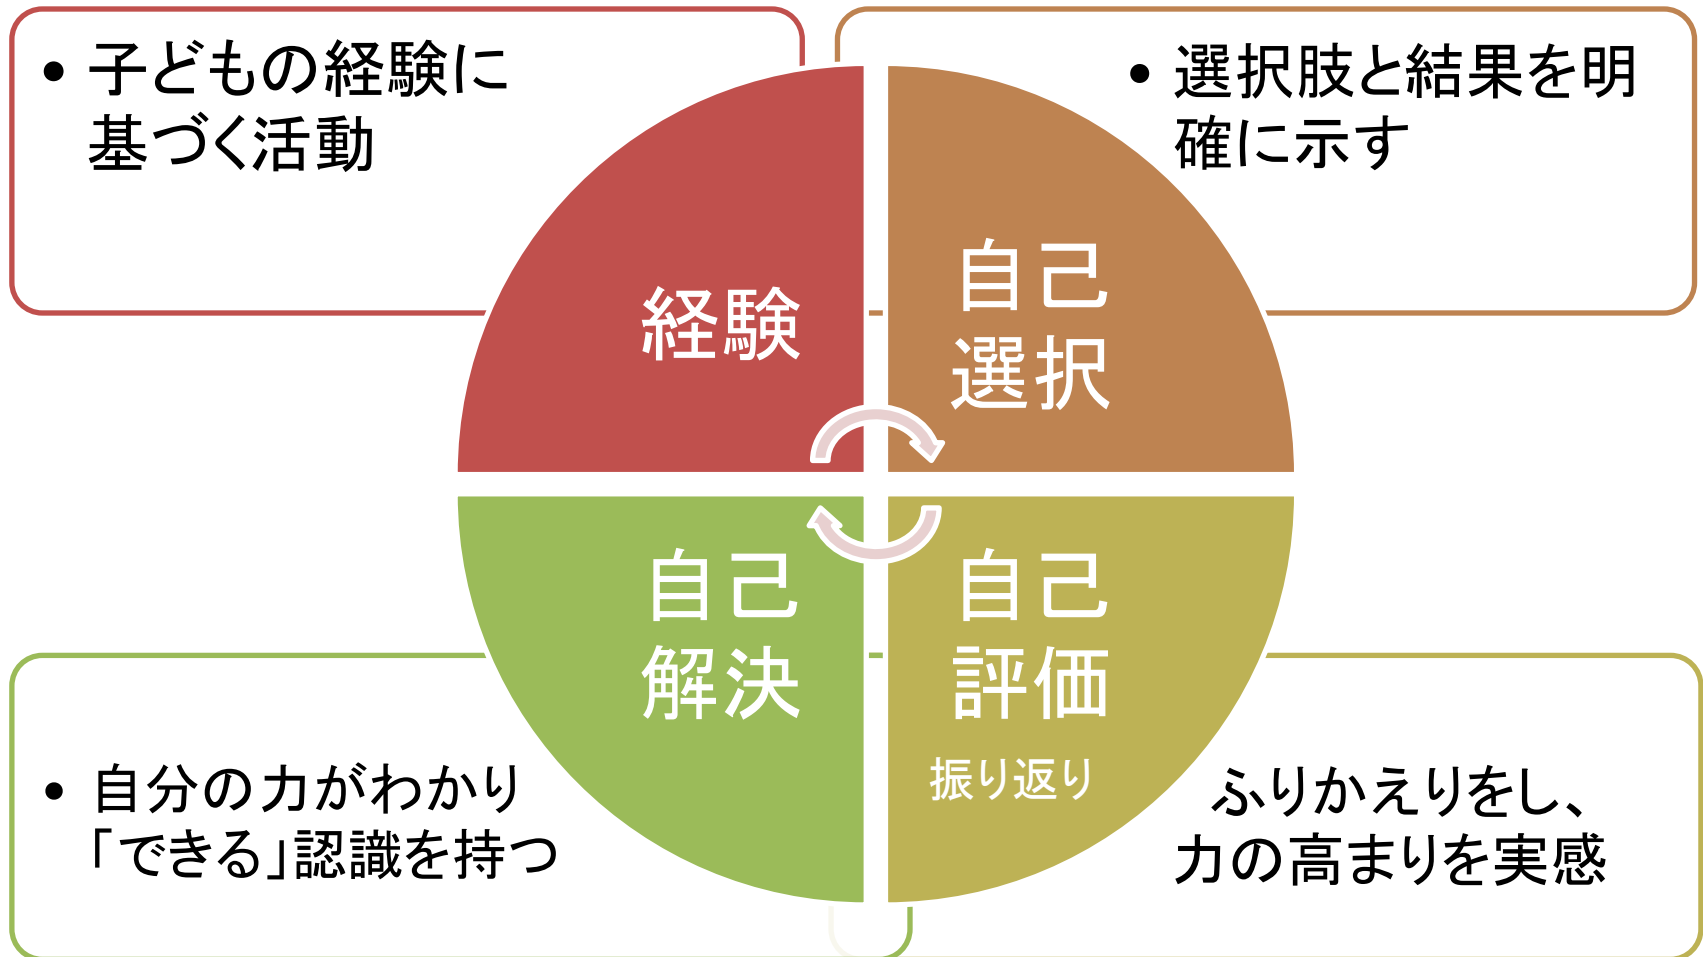 • 子どもの経験に
基づく活動
• 選択肢と結果を明
確に示す
経験
自己
選択
自己
解決
自己
評価
振り返り
• 自分の力がわかり
「できる」認識を持つ
ふりかえりをし、
力の高まりを実感